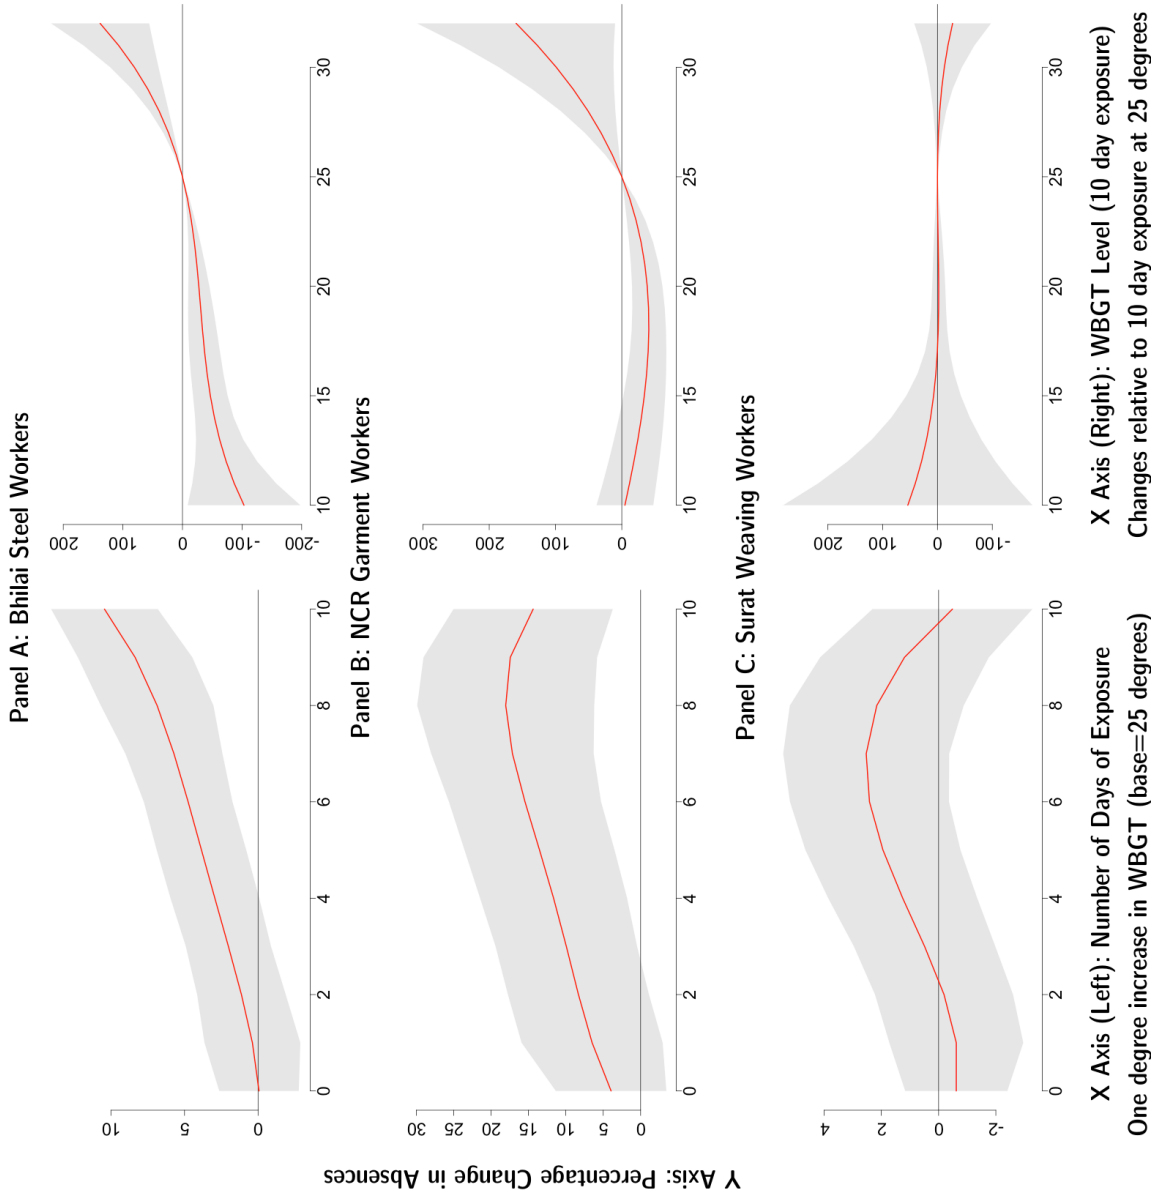 Panel A: Bhilai Steel Workers
10
5
0
0 2 4 6 8 10
200
100
0
-100
-200
10 15 20 25 30
Panel B: NCR Garment Workers
Y Axis: Percentage Change in Absences
30
25
20
15
10
5
0
0 2 4 6 8 10
300
200
100
0
10 15 20 25 30
Panel C: Surat Weaving Workers
4
2
0
-2
0 2 4 6 8 10
200
100
0
-100
10 15 20 25 30
X Axis (Left): Number of Days of Exposure
One degree increase in WBGT (base=25 degrees)
X Axis (Right): WBGT Level (10 day exposure)
Changes relative to 10 day exposure at 25 degrees